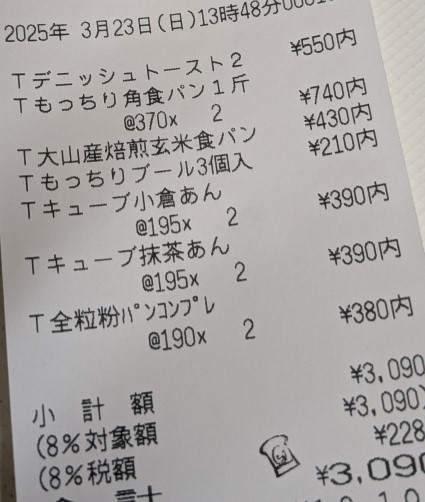 2025年 3月23日(日)13時48分
Tデニッシュトースト2 ¥550内
Tもっちり角食パン1斤
@370x 2 ¥740内
T大山産焙煎玄米食パン ¥430内
Tもっちりブール3個入 ¥210内
Tキューブ小倉あん
@195x 2 ¥390内
Tキューブ抹茶あん
@195x 2 ¥390内
T全粒粉パンコンプレ
@190x 2 ¥380内
小 計 額 ¥3,090
(8%対象額 ¥3,090)
(8%税額 ¥228
¥3,090